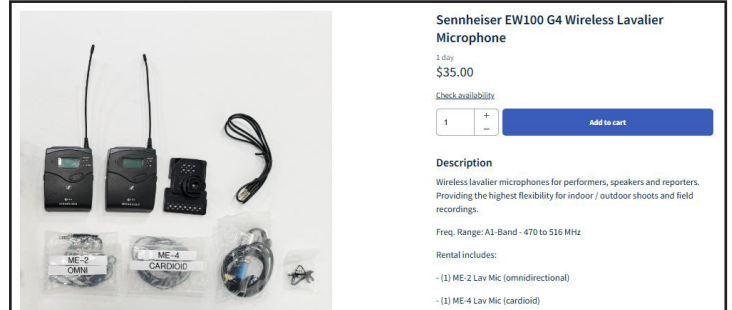 Sennheiser EW100 G4 Wireless Lavalier
Microphone
1 day
$35.00
Check availability
1
+
−
Add to cart
Description
Wireless lavalier microphones for performers, speakers and reporters.
Providing the highest flexibility for indoor / outdoor shoots and field
recordings.
Freq. Range: A1-Band - 470 to 516 MHz
Rental includes:
- (1) ME-2 Lav Mic (omnidirectional)
- (1) ME-4 Lav Mic (cardioid)
ME-2
OMNI
ME-4
CARDIOID